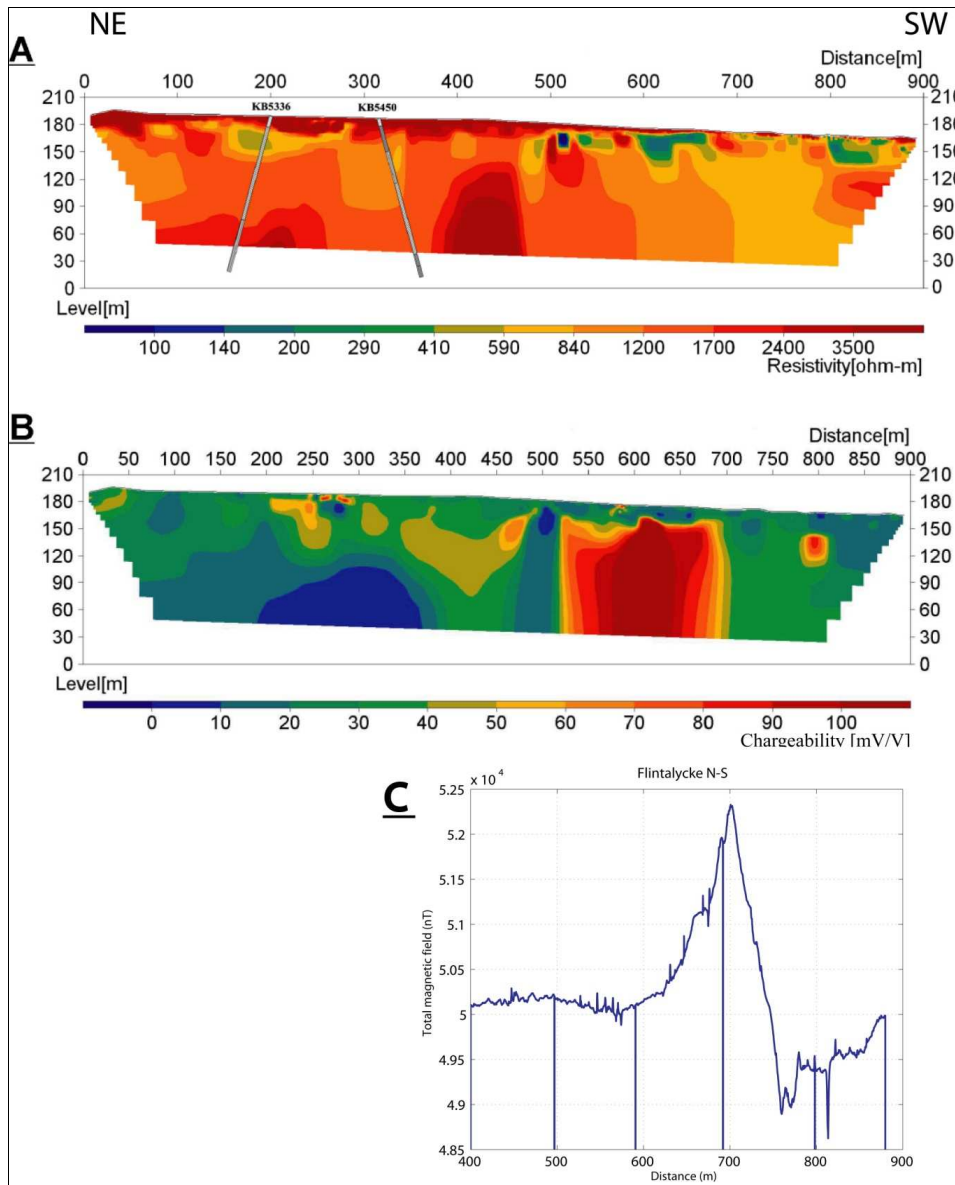 NE SW
A
Distance[m]
0 100 200 300 400 500 600 700 800 900
KB5336 KB5450
210 210
180 180
150 150
120 120
90 90
60 60
30 30
0 0
Level[m]
100 140 200 290 410 590 840 1200 1700 2400 3500
Resistivity[ohm-m]
B
Distance[m]
0 50 100 150 200 250 300 350 400 450 500 550 600 650 700 750 800 850 900
210 210
180 180
150 150
120 120
90 90
60 60
30 30
0 0
Level[m]
0 10 20 30 40 50 60 70 80 90 100
Chargeability [mV/V]
C
Flintalycke N-S
x 10 4
5.25
5.2
5.15
5.1
5.05
5
4.95
4.9
4.85
Total magnetic field (nT)
400 500 600 700 800 900
Distance (m)